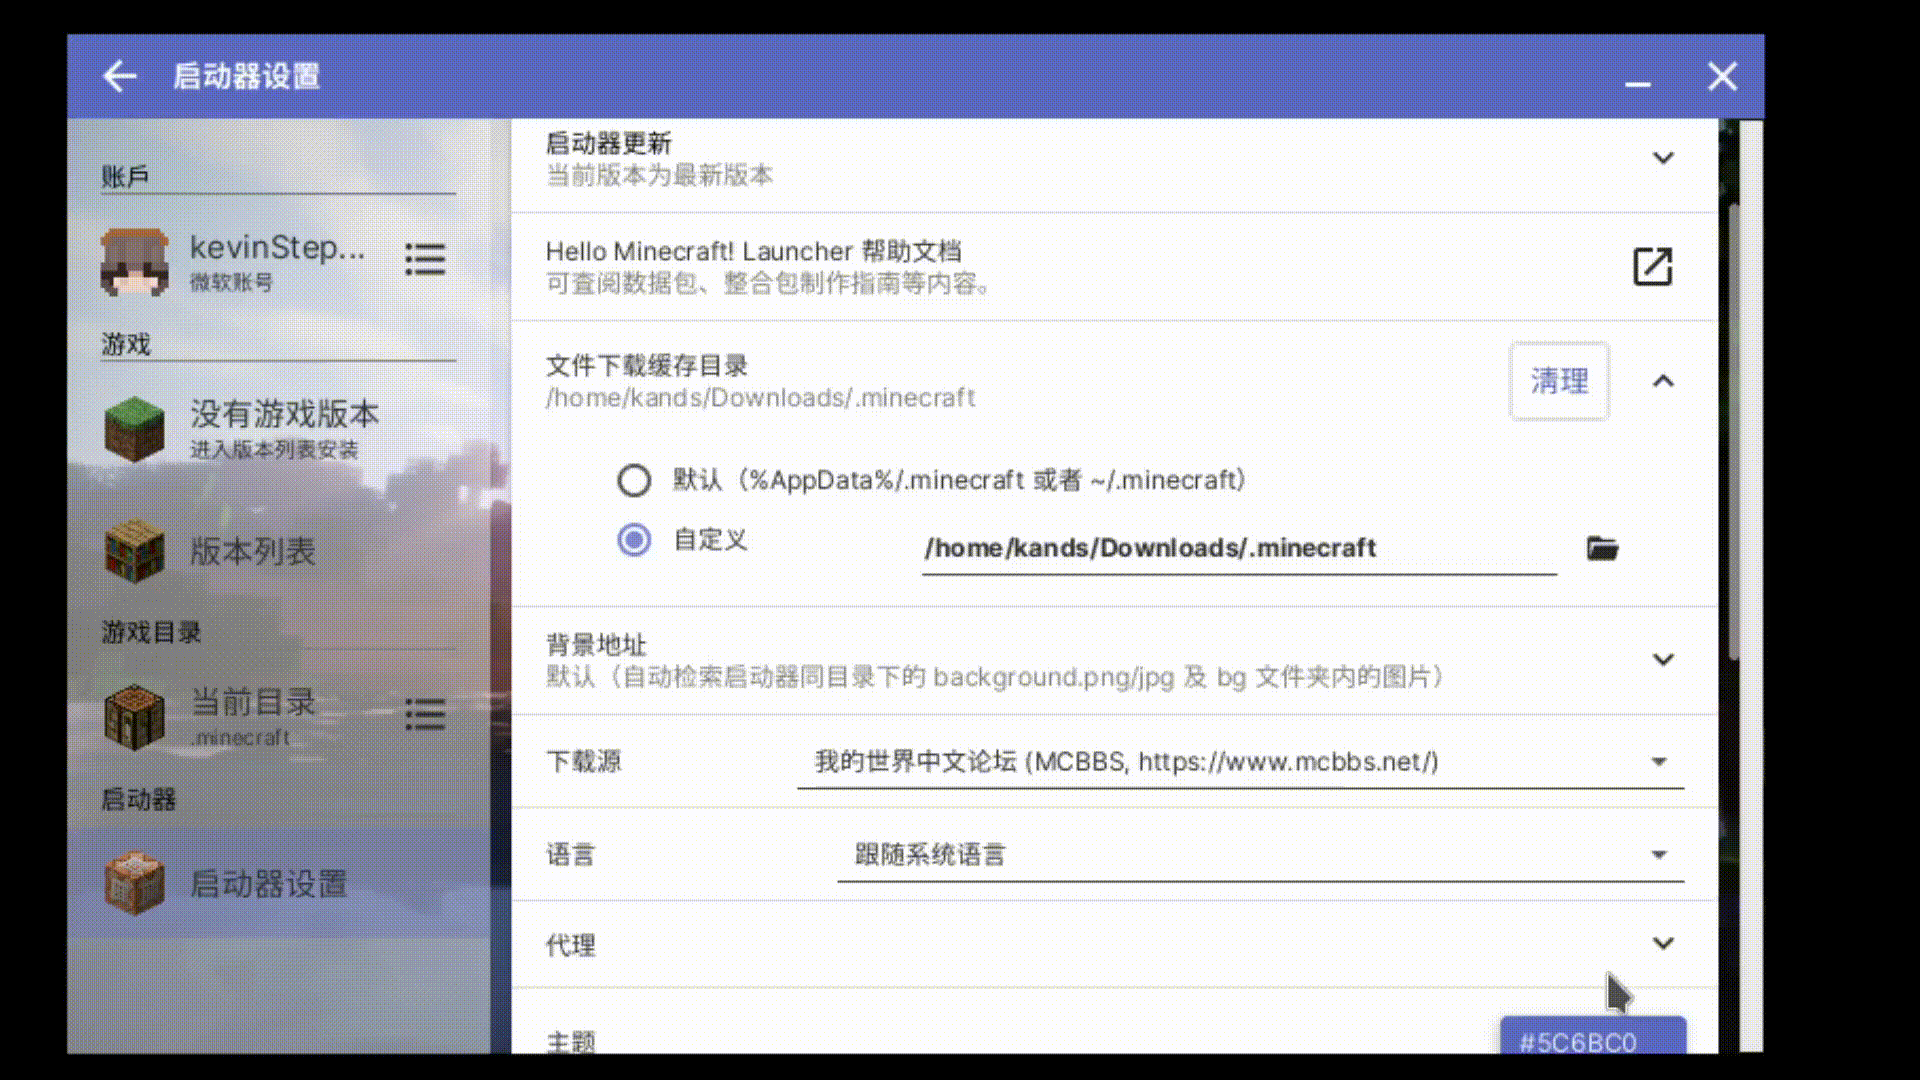 启动器设置
账戶
kevinStep...
微软账号
游戏
没有游戏版本
进入版本列表安装
版本列表
游戏目录
当前目录
.minecraft
启动器
启动器设置
启动器更新
当前版本为最新版本
Hello Minecraft! Launcher 帮助文档
可查阅数据包、整合包制作指南等内容。
文件下载缓存目录
/home/kands/Downloads/.minecraft
清理
默认（%AppData%/.minecraft 或者 ~/.minecraft）
自定义
/home/kands/Downloads/.minecraft
背景地址
默认（自动检索启动器同目录下的 background.png/jpg 及 bg 文件夹内的图片）
下载源
我的世界中文论坛 (MCBBS, https://www.mcbbs.net/)
语言
跟随系统语言
代理
主题
#5C6BC0